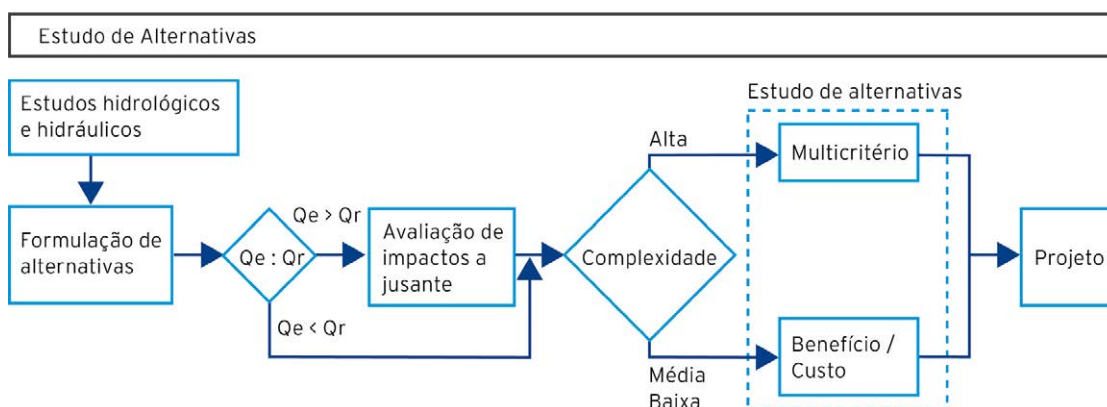 Estudo de Alternativas
Estudos hidrológicos
e hidráulicos
Formulação de
alternativas
Qe : Qr
Qe > Qr
Qe < Qr
Avaliação de
impactos a
jusante
Complexidade
Alta
Média
Baixa
Estudo de alternativas
Multicritério
Benefício /
Custo
Projeto